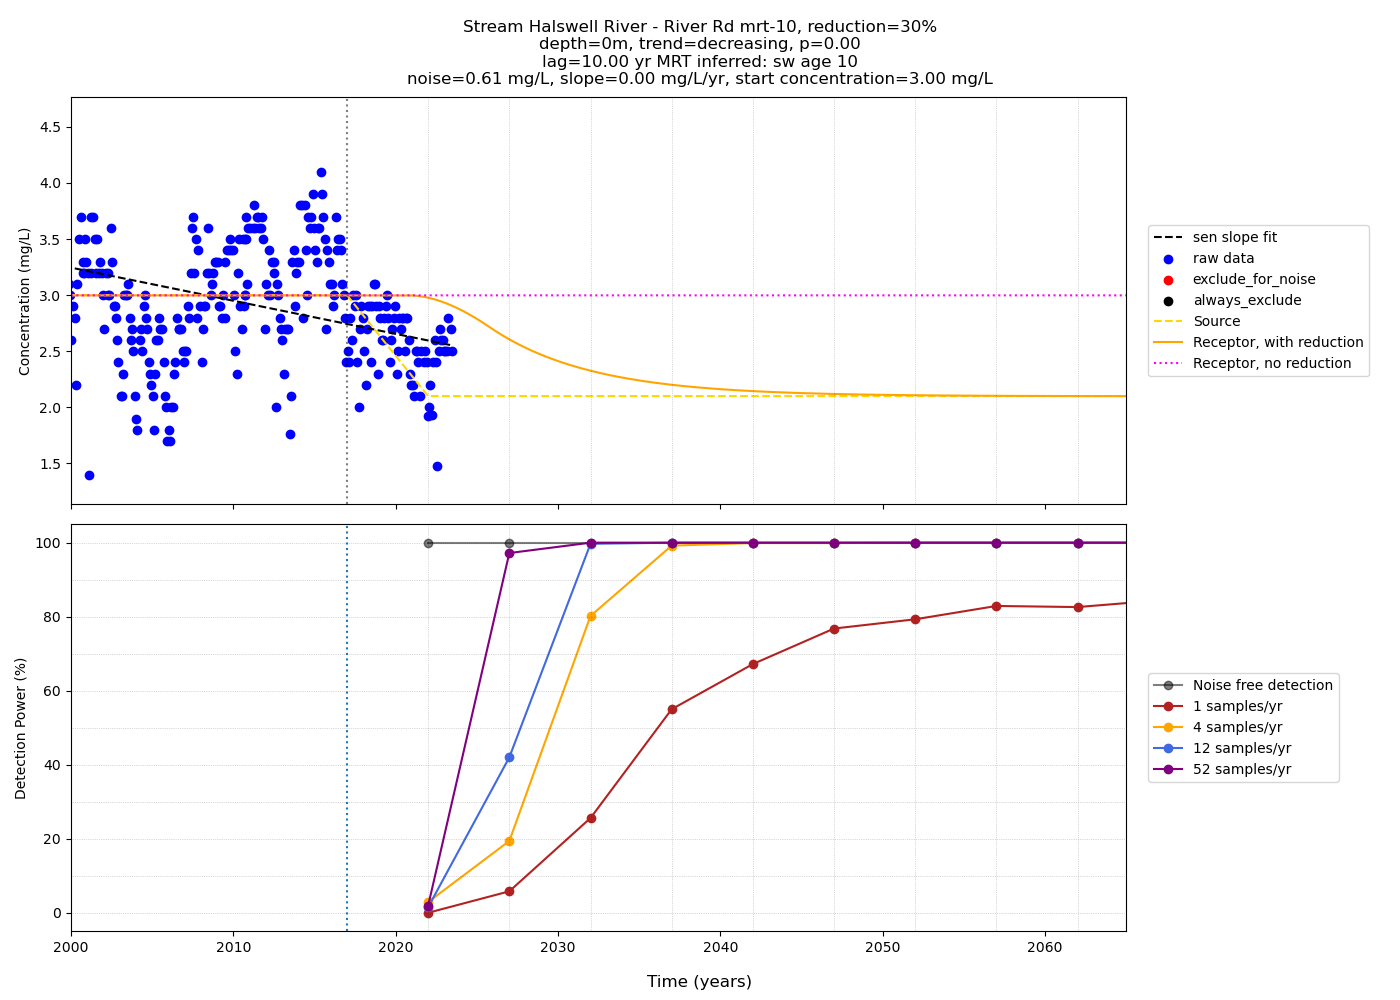 Stream Halswell River - River Rd mrt-10, reduction=30%
depth=0m, trend=decreasing, p=0.00
lag=10.00 yr MRT inferred: sw age 10
noise=0.61 mg/L, slope=0.00 mg/L/yr, start concentration=3.00 mg/L
Concentration (mg/L)
4.5
4.0
3.5
3.0
2.5
2.0
1.5
sen slope fit
raw data
exclude_for_noise
always_exclude
Source
Receptor, with reduction
Receptor, no reduction
Detection Power (%)
100
80
60
40
20
0
Noise free detection
1 samples/yr
4 samples/yr
12 samples/yr
52 samples/yr
2000 2010 2020 2030 2040 2050 2060
Time (years)